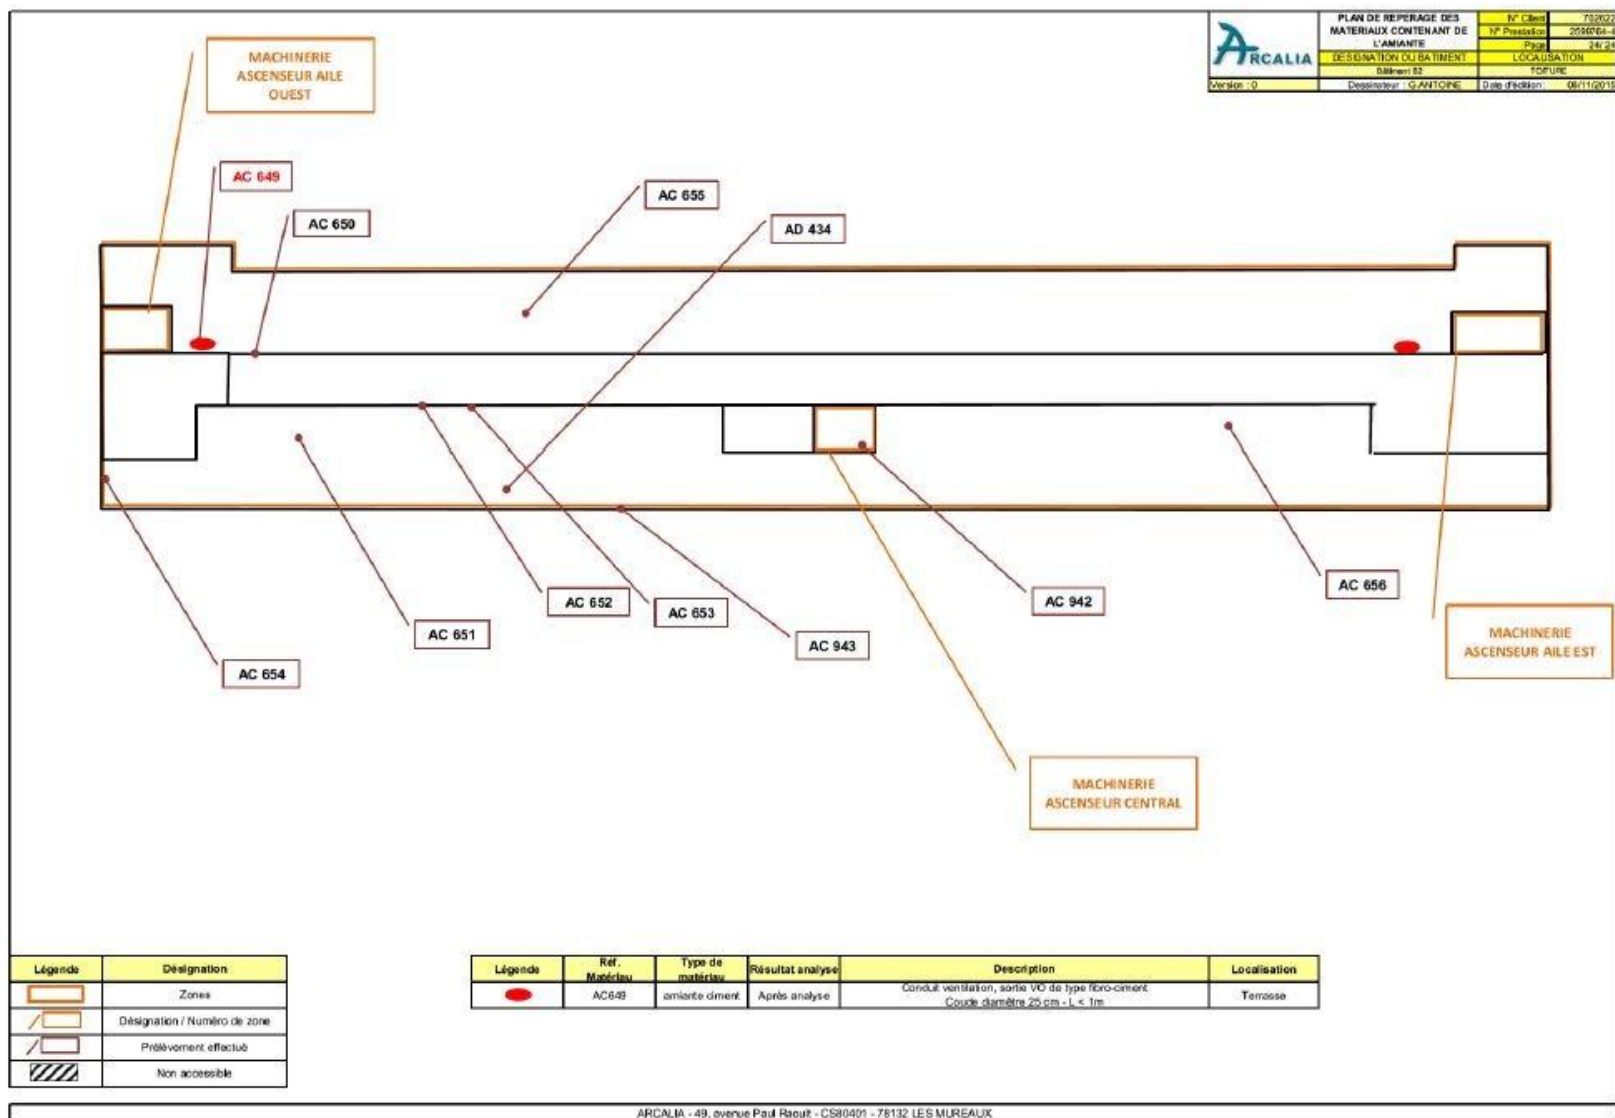 ARCALIA
PLAN DE REPERAGE DES
MATERIAUX CONTENANT DE
L'AMIANTE
N° Client
702622
N° Prestation
Page
24/24
DESIGNATION DU BATIMENT
LOCALISATION
TOITURE
Version : 0
Dessinateur : G.ANTOINE
Date d'édition :
MACHINERIE
ASCENSEUR AILE
OUEST
AC 649
AC 650
AC 655
AD 434
AC 652
AC 653
AC 942
AC 656
AC 651
AC 943
AC 654
MACHINERIE
ASCENSEUR AILE EST
MACHINERIE
ASCENSEUR CENTRAL
Légende
Désignation
Zones
Désignation / Numéro de zone
Prélèvement effectué
Non accessible
Légende
Réf. Matériau
Type de matériau
Résultat analyse
Description
Localisation
AC649
amiante ciment
Après analyse
Conduit ventilation, sortie VO de type fibro-ciment
Coude diamètre 25 cm - L < 1m
Terrasse
ARCALIA - 49, avenue Paul Raoult - CS80401 - 78132 LES MUREAUX